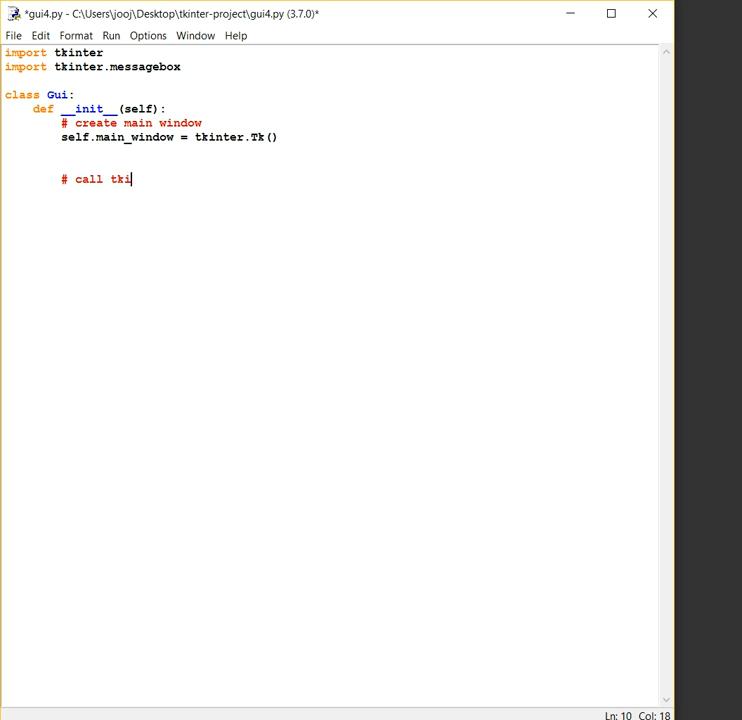 *gui4.py - C:\Users\jooj\Desktop\tkinter-project\gui4.py (3.7.0)*
File Edit Format Run Options Window Help
import tkinter
import tkinter.messagebox
class Gui:
    def __init__(self):
        # create main window
        self.main_window = tkinter.Tk()
        # call tki
Ln: 10 Col: 18